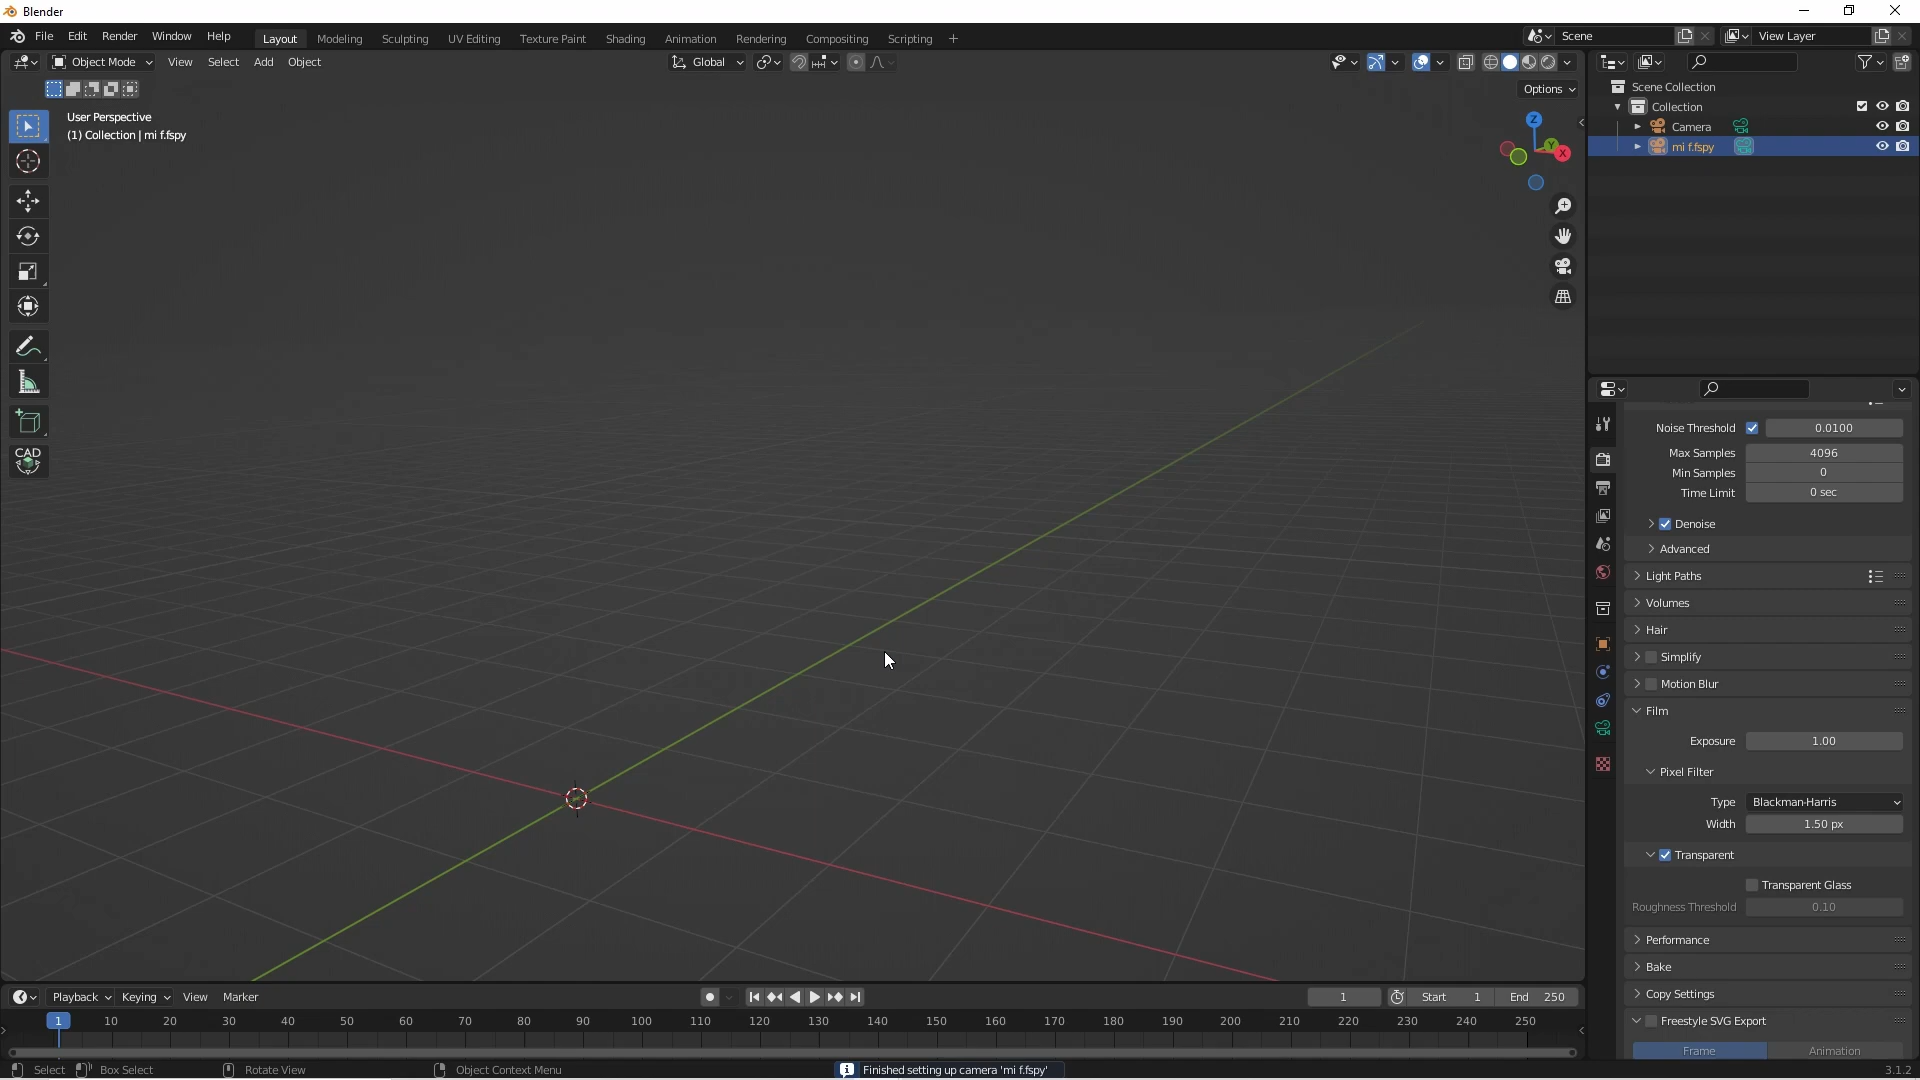 Blender
File Edit Render Window Help Layout Modeling Sculpting UV Editing Texture Paint Shading Animation Rendering Compositing Scripting + Scene View Layer
Object Mode View Select Add Object Global
Options
User Perspective
(1) Collection | mi f.fspy
Z
Y
X
CAD
Scene Collection
Collection
Camera
mi f.fspy
Noise Threshold 0.0100
Max Samples 4096
Min Samples 0
Time Limit 0 sec
Denoise
Advanced
Light Paths
Volumes
Hair
Simplify
Motion Blur
Film
Exposure 1.00
Pixel Filter
Type Blackman-Harris
Width 1.50 px
Transparent
Transparent Glass
Roughness Threshold 0.10
Performance
Bake
Copy Settings
Freestyle SVG Export
Frame Animation
Playback Keying View Marker 1 Start 1 End 250
1 10 20 30 40 50 60 70 80 90 100 110 120 130 140 150 160 170 180 190 200 210 220 230 240 250
Select Box Select Rotate View Object Context Menu Finished setting up camera 'mi f.fspy' 3.1.2